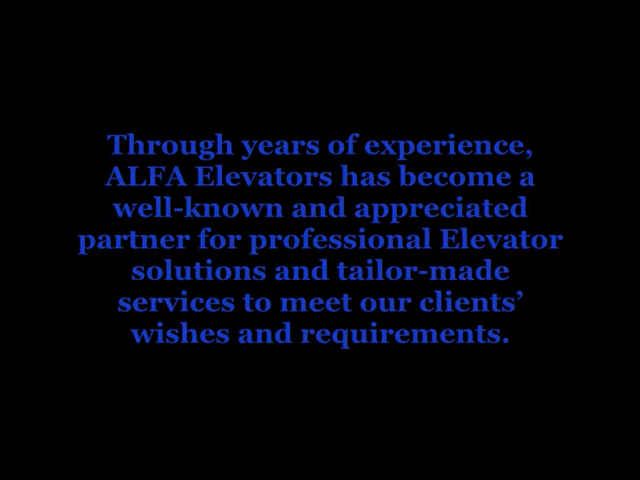 Through years of experience,
ALFA Elevators has become a
well-known and appreciated
partner for professional Elevator
solutions and tailor-made
services to meet our clients’
wishes and requirements.